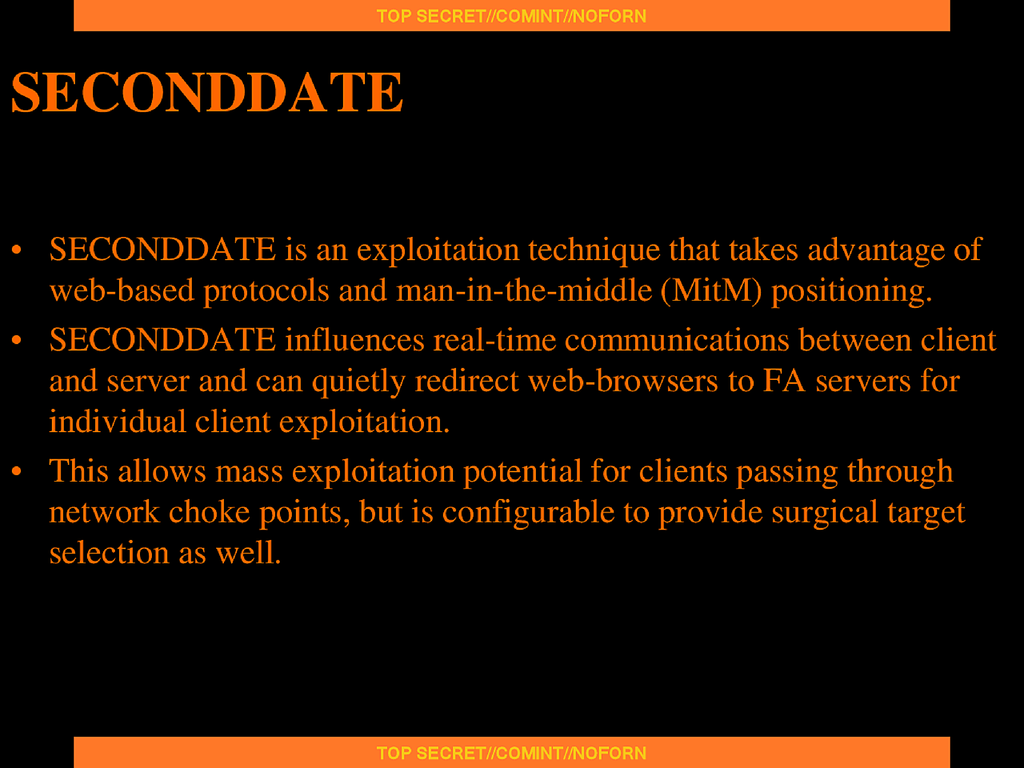 TOP SECRET//COMINT//NOFORN
SECONDDATE
• SECONDDATE is an exploitation technique that takes advantage of
web-based protocols and man-in-the-middle (MitM) positioning.
• SECONDDATE influences real-time communications between client
and server and can quietly redirect web-browsers to FA servers for
individual client exploitation.
• This allows mass exploitation potential for clients passing through
network choke points, but is configurable to provide surgical target
selection as well.
TOP SECRET//COMINT//NOFORN